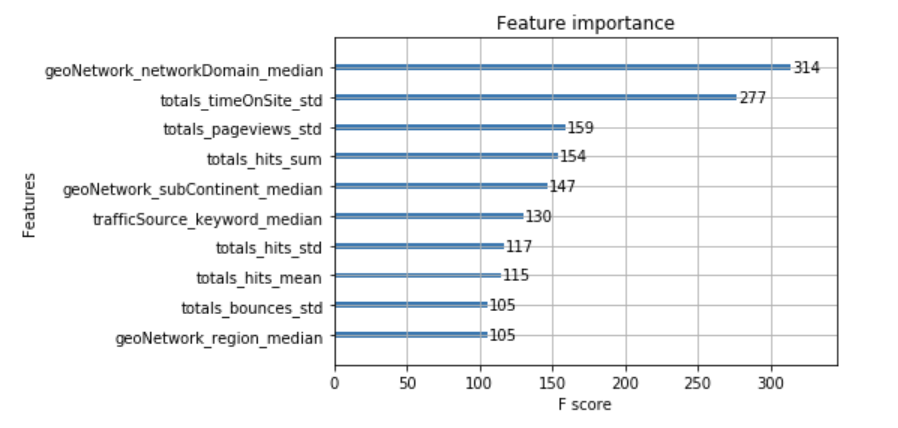 Feature importance
geoNetwork_networkDomain_median 314
totals_timeOnSite_std 277
totals_pageviews_std 159
totals_hits_sum 154
geoNetwork_subContinent_median 147
trafficSource_keyword_median 130
totals_hits_std 117
totals_hits_mean 115
totals_bounces_std 105
geoNetwork_region_median 105
Features
0 50 100 150 200 250 300
F score